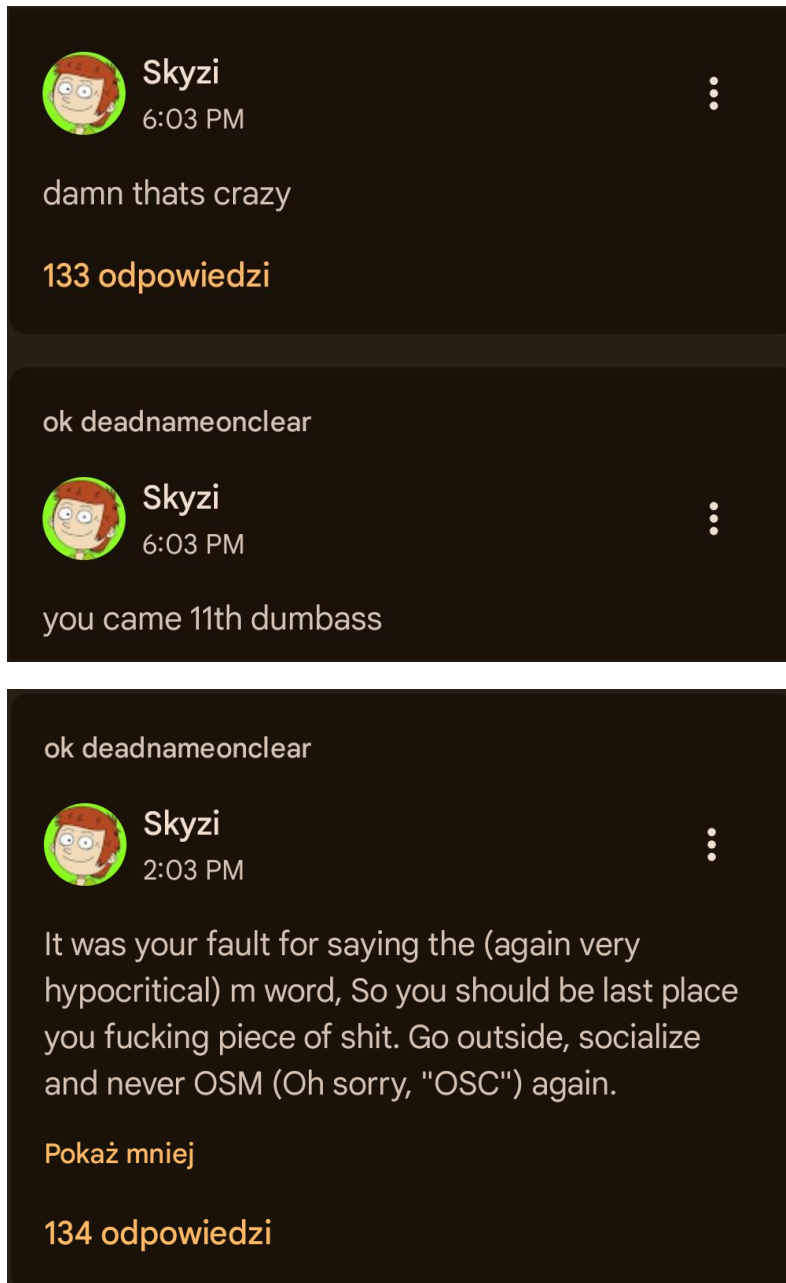 Skyzi
6:03 PM
damn thats crazy
133 odpowiedzi
ok deadnameonclear
Skyzi
6:03 PM
you came 11th dumbass
ok deadnameonclear
Skyzi
2:03 PM
It was your fault for saying the (again very
hypocritical) m word, So you should be last place
you fucking piece of shit. Go outside, socialize
and never OSM (Oh sorry, "OSC") again.
Pokaż mniej
134 odpowiedzi